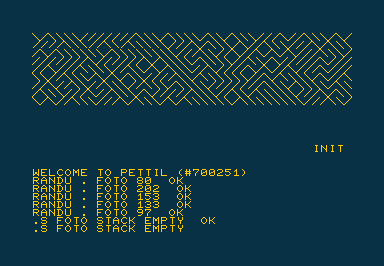 INIT
WELCOME TO PETTIL (#700251)
RANDU . FOTO 80  OK
RANDU . FOTO 202  OK
RANDU . FOTO 153  OK
RANDU . FOTO 133  OK
RANDU . FOTO 97  OK
.S FOTO STACK EMPTY  OK
.S FOTO STACK EMPTY